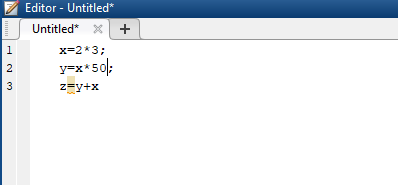 Editor - Untitled*
Untitled*
1 x=2*3;
2 y=x*50;
3 z=y+x